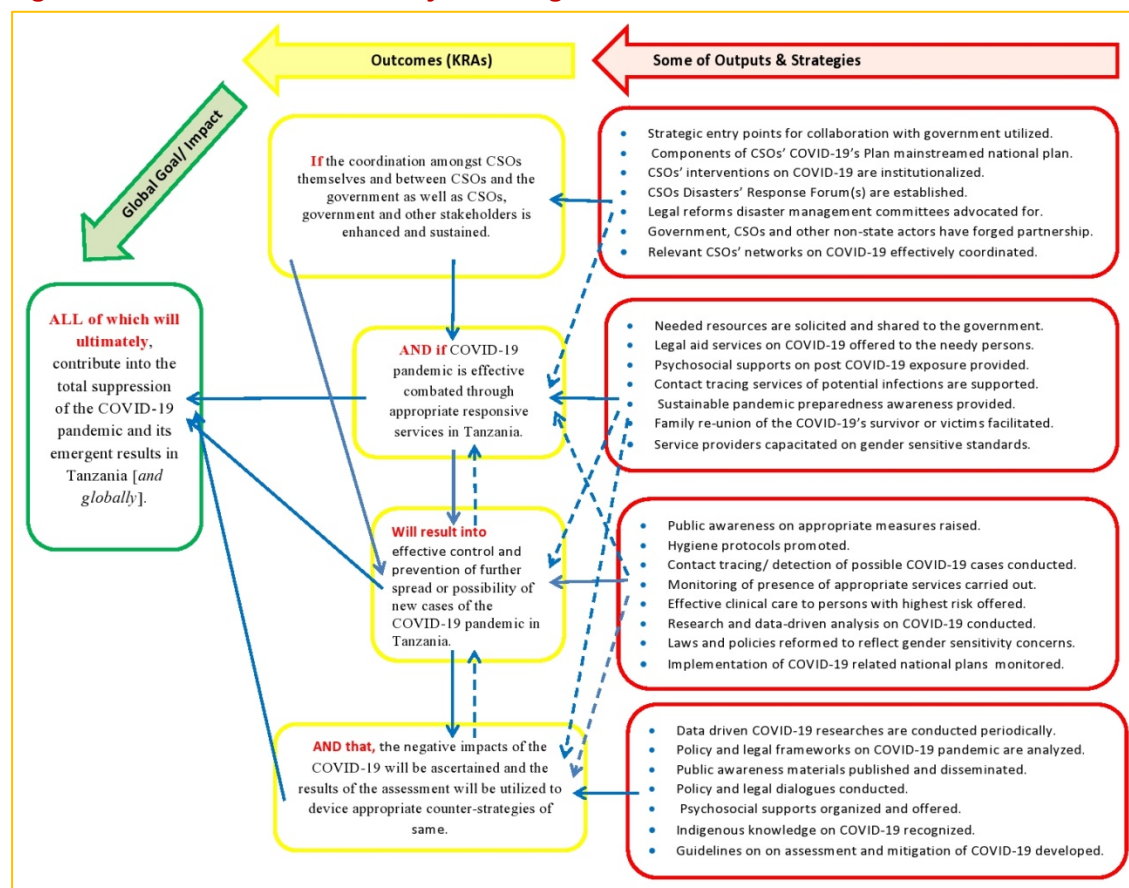 Outcomes (KRAs)
Some of Outputs & Strategies
Global Goal/ Impact
If the coordination amongst CSOs
themselves and between CSOs and the
government as well as CSOs,
government and other stakeholders is
enhanced and sustained.
Strategic entry points for collaboration with government utilized.
Components of CSOs' COVID-19's Plan mainstreamed national plan.
CSOs' interventions on COVID-19 are institutionalized.
CSOs Disasters' Response Forum(s) are established.
Legal reforms disaster management committees advocated for.
Government, CSOs and other non-state actors have forged partnership.
Relevant CSOs' networks on COVID-19 effectively coordinated.
ALL of which will
ultimately,
contribute into the
total suppression
of the COVID-19
pandemic and its
emergent results in
Tanzania [and
globally].
AND if COVID-19
pandemic is effective
combated through
appropriate responsive
services in Tanzania.
Needed resources are solicited and shared to the government.
Legal aid services on COVID offered to the needy persons.
Psychosocial supports on post COVID-19 exposure provided.
Contact tracing services of potential infections are supported.
Sustainable pandemic preparedness awareness provided.
Family re-union of the COVID-19's survivor or victims facilitated.
Service providers capacitated on gender sensitive standards.
Will result into
effective control and
prevention of further
spread or possibility of
new cases of the
COVID-19 pandemic in
Tanzania.
Public awareness on appropriate measures raised.
Hygiene protocols promoted.
Contact tracing/ detection of possible COVID-19 cases conducted.
Monitoring of presence of appropriate services carried out.
Effective clinical care to persons with highest risk offered.
Research and data-driven analysis on COVID-19 conducted.
Laws and policies reformed to reflect gender sensitivity concerns.
Implementation of COVID-19 related national plans monitored.
AND that, the negative impacts of the
COVID-19 will be ascertained and the
results of the assessment will be utilized to
device appropriate counter-strategies of
same.
Data driven COVID-19 researches are conducted periodically.
Policy and legal frameworks on COVID-19 pandemic are analyzed.
Public awareness materials published and disseminated.
Policy and legal dialogues conducted.
Psychosocial supports organized and offered.
Indigenous knowledge on COVID-19 recognized.
Guidelines on on assessment and mitigation of COVID-19 developed.